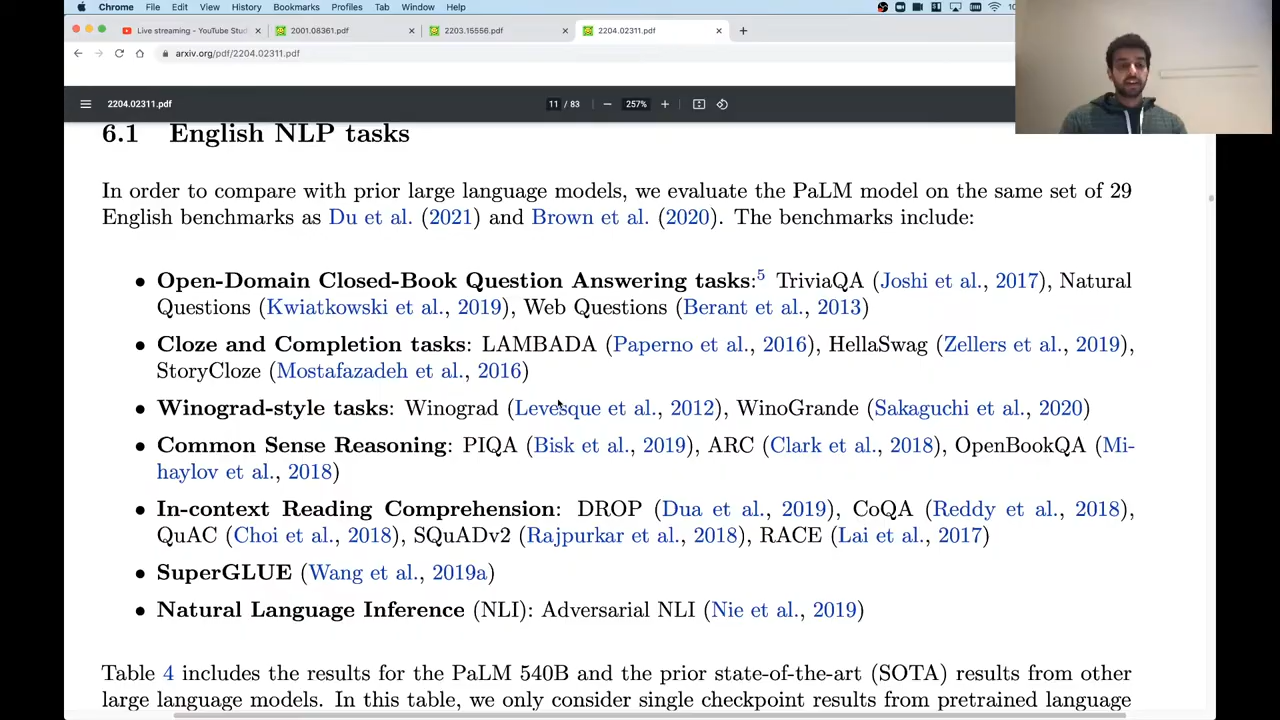 Chrome File Edit View History Bookmarks Profiles Tab Window Help
Live streaming - YouTube Stud
2001.08361.pdf
2203.15556.pdf
2204.02311.pdf
arxiv.org/pdf/2204.02311.pdf
2204.02311.pdf 11 / 83 257%
6.1 English NLP tasks
In order to compare with prior large language models, we evaluate the PaLM model on the same set of 29
English benchmarks as Du et al. (2021) and Brown et al. (2020). The benchmarks include:
• Open-Domain Closed-Book Question Answering tasks:5 TriviaQA (Joshi et al., 2017), Natural
Questions (Kwiatkowski et al., 2019), Web Questions (Berant et al., 2013)
• Cloze and Completion tasks: LAMBADA (Paperno et al., 2016), HellaSwag (Zellers et al., 2019),
StoryCloze (Mostafazadeh et al., 2016)
• Winograd-style tasks: Winograd (Levesque et al., 2012), WinoGrande (Sakaguchi et al., 2020)
• Common Sense Reasoning: PIQA (Bisk et al., 2019), ARC (Clark et al., 2018), OpenBookQA (Mi-
haylov et al., 2018)
• In-context Reading Comprehension: DROP (Dua et al., 2019), CoQA (Reddy et al., 2018),
QuAC (Choi et al., 2018), SQuADv2 (Rajpurkar et al., 2018), RACE (Lai et al., 2017)
• SuperGLUE (Wang et al., 2019a)
• Natural Language Inference (NLI): Adversarial NLI (Nie et al., 2019)
Table 4 includes the results for the PaLM 540B and the prior state-of-the-art (SOTA) results from other
large language models. In this table, we only consider single checkpoint results from pretrained language